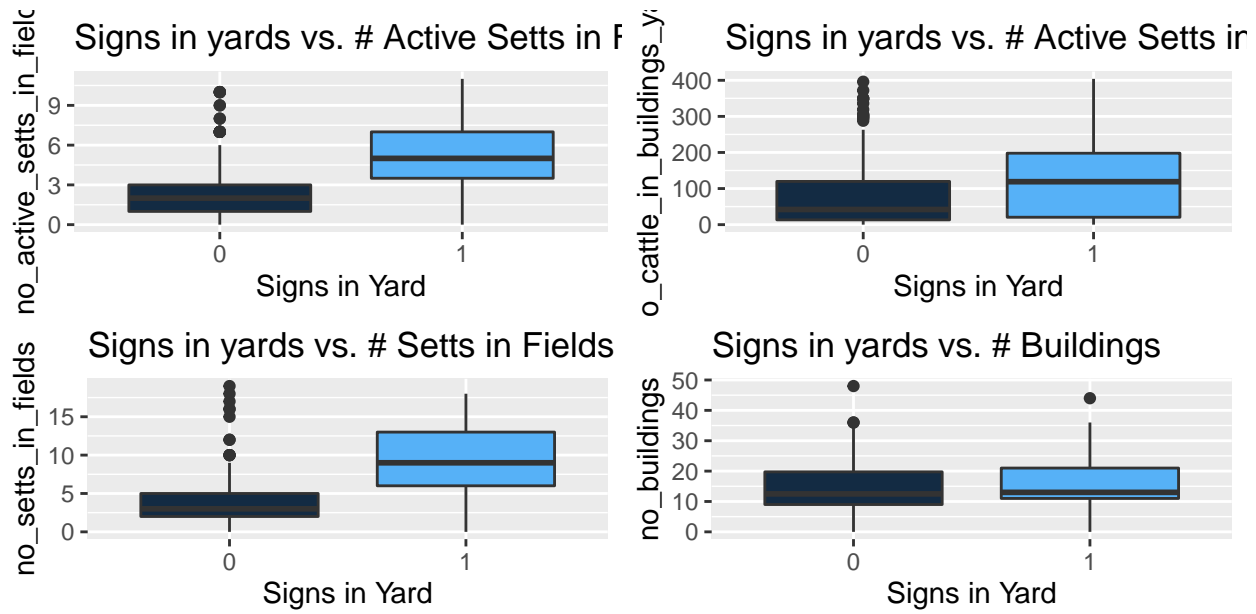 Signs in yards vs. # Active Setts in F
no_active_setts_in_field
9
6
3
0
0 1
Signs in Yard
Signs in yards vs. # Active Setts in
o_cattle_in_buildings_ya
400
300
200
100
0
0 1
Signs in Yard
Signs in yards vs. # Setts in Fields
no_setts_in_fields
15
10
5
0
0 1
Signs in Yard
Signs in yards vs. # Buildings
no_buildings
50
40
30
20
10
0
0 1
Signs in Yard